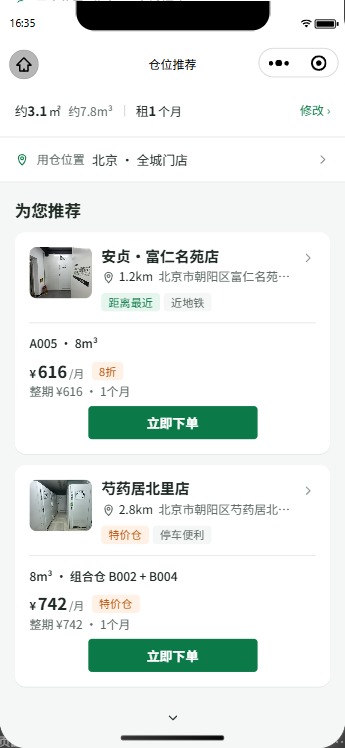 16:35
仓位推荐
约3.1㎡ 约7.8m³ 租1个月 修改 ›
用仓位置 北京 · 全城门店
为您推荐
安贞·富仁名苑店
1.2km 北京市朝阳区富仁名苑…
距离最近 近地铁
A005 · 8m³
¥616/月 8折
整期 ¥616 · 1个月
立即下单
芍药居北里店
2.8km 北京市朝阳区芍药居北…
特价仓 停车便利
8m³ · 组合仓 B002 + B004
¥742/月 特价仓
整期 ¥742 · 1个月
立即下单